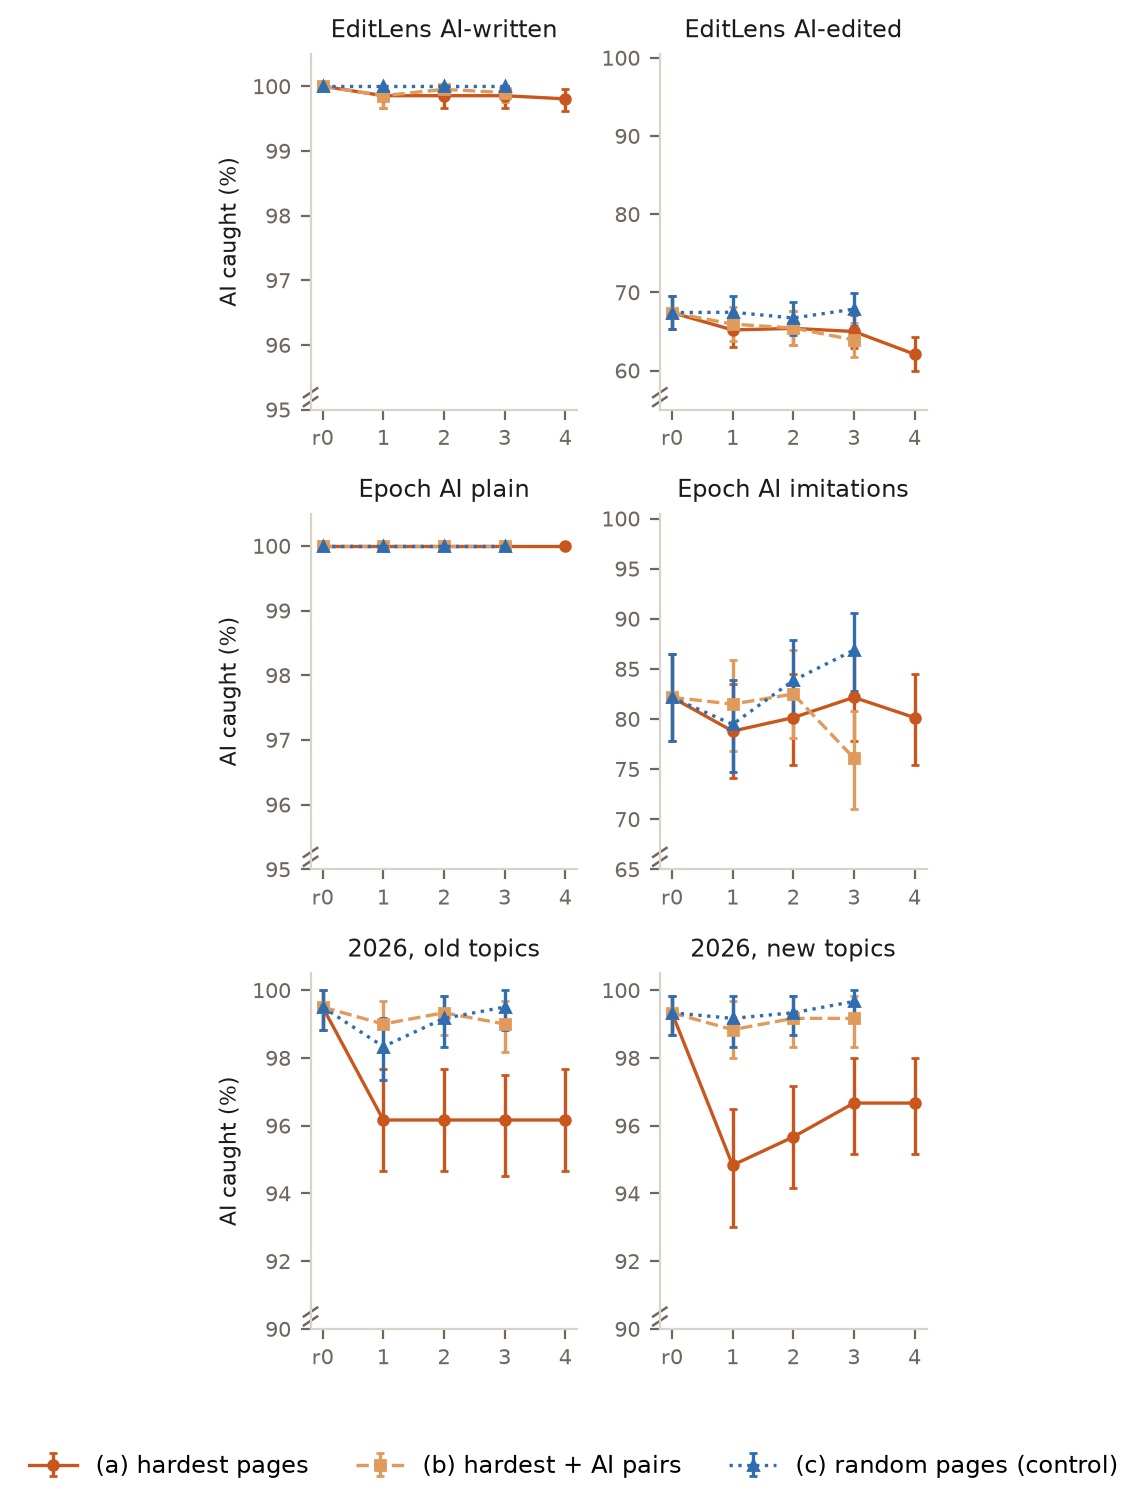 EditLens AI-written
EditLens AI-edited
AI caught (%)
100
99
98
97
96
95
r0 1 2 3 4
100
90
80
70
60
r0 1 2 3 4
Epoch AI plain
Epoch AI imitations
AI caught (%)
100
99
98
97
96
95
r0 1 2 3 4
100
95
90
85
80
75
70
65
r0 1 2 3 4
2026, old topics
2026, new topics
AI caught (%)
100
98
96
94
92
90
r0 1 2 3 4
100
98
96
94
92
90
r0 1 2 3 4
(a) hardest pages (b) hardest + AI pairs (c) random pages (control)